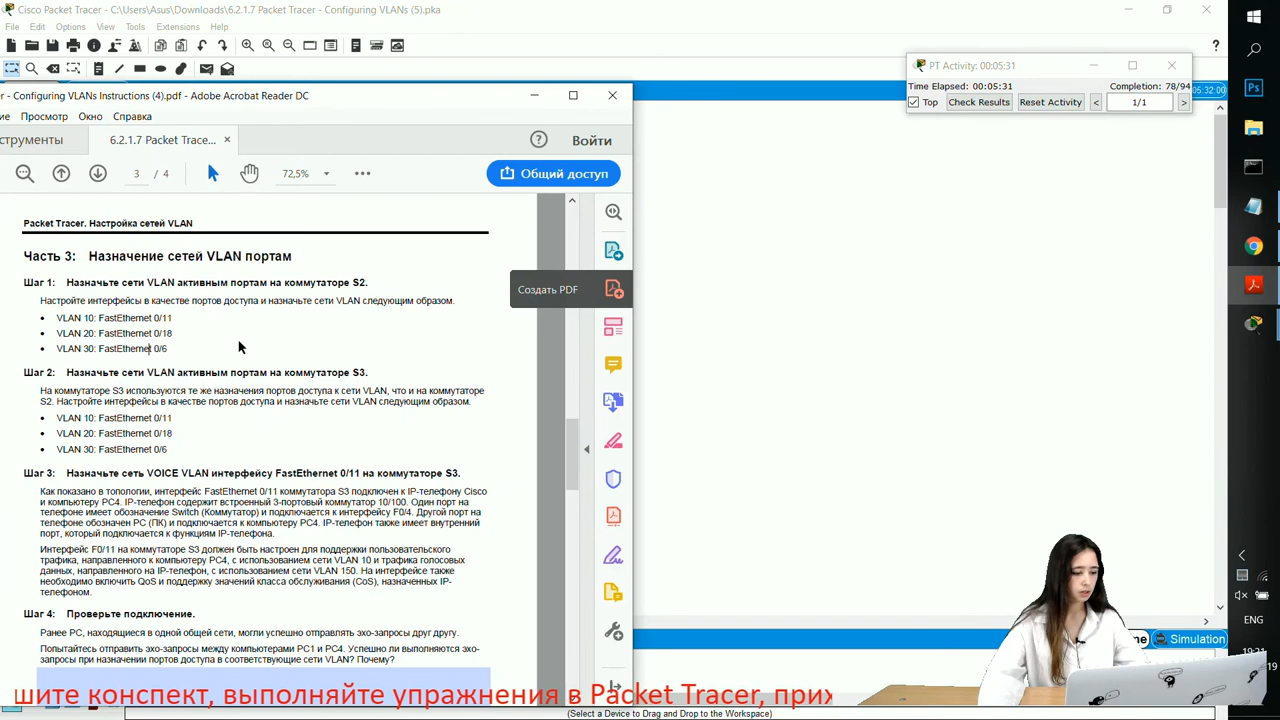 Cisco Packet Tracer - C:\Users\Asus\Downloads\6.2.1.7 Packet Tracer - Configuring VLANs (5).pka
File Edit Options View Tools Extensions Help
?
PT Activity: 00:05:31
Time Elapsed: 00:05:31 Completion: 78/94
Top Check Results Reset Activity < 1/1 >
05:32:00
er - Configuring VLANs Instructions (4).pdf - Adobe Acrobat Reader DC
ие Просмотр Окно Справка
струменты 6.2.1.7 Packet Trace... × Войти
3 / 4 72,5% Общий доступ
Packet Tracer. Настройка сетей VLAN
Часть 3: Назначение сетей VLAN портам
Шаг 1: Назначьте сети VLAN активным портам на коммутаторе S2.
Создать PDF
Настройте интерфейсы в качестве портов доступа и назначьте сети VLAN следующим образом.
• VLAN 10: FastEthernet 0/11
• VLAN 20: FastEthernet 0/18
• VLAN 30: FastEthernet 0/6
Шаг 2: Назначьте сети VLAN активным портам на коммутаторе S3.
На коммутаторе S3 используются те же назначения портов доступа к сети VLAN, что и на коммутаторе
S2. Настройте интерфейсы в качестве портов доступа и назначьте сети VLAN следующим образом.
• VLAN 10: FastEthernet 0/11
• VLAN 20: FastEthernet 0/18
• VLAN 30: FastEthernet 0/6
Шаг 3: Назначьте сеть VOICE VLAN интерфейсу FastEthernet 0/11 на коммутаторе S3.
Как показано в топологии, интерфейс FastEthernet 0/11 коммутатора S3 подключен к IP-телефону Cisco
и компьютеру PC4. IP-телефон содержит встроенный 3-портовый коммутатор 10/100. Один порт на
телефоне имеет обозначение Switch (Коммутатор) и подключается к интерфейсу F0/4. Другой порт на
телефоне обозначен PC (ПК) и подключается к компьютеру PC4. IP-телефон также имеет внутренний
порт, который подключается к функциям IP-телефона.
Интерфейс F0/11 на коммутаторе S3 должен быть настроен для поддержки пользовательского
трафика, направленного к компьютеру PC4, с использованием сети VLAN 10 и трафика голосовых
данных, направленного на IP-телефон, с использованием сети VLAN 150. На интерфейсе также
необходимо включить QoS и поддержку значений класса обслуживания (CoS), назначенных IP-
телефоном.
Шаг 4: Проверьте подключение.
Ранее PC, находящиеся в одной общей сети, могли успешно отправлять эхо-запросы друг другу.
Попытайтесь отправить эхо-запросы между компьютерами PC1 и PC4. Успешно ли выполняются эхо-
запросы при назначении портов доступа в соответствующие сети VLAN? Почему?
шите конспект, выполняйте упражнения в Packet Tracer, прих
me Simulation
(Select a Device to Drag and Drop to the Workspace)
Ps
ENG